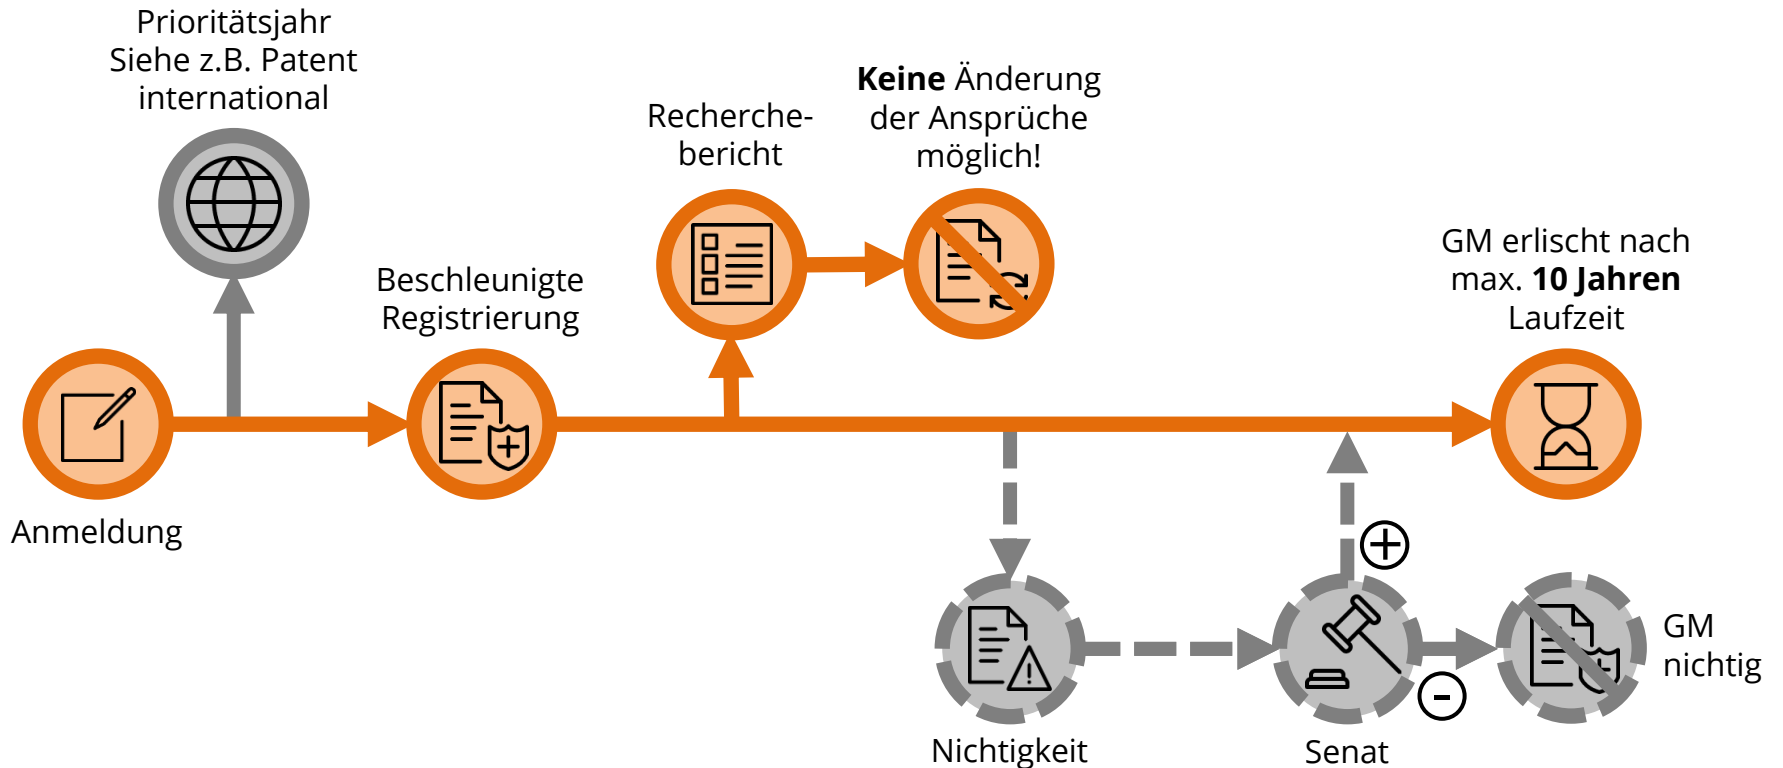 Prioritätsjahr
Siehe z.B. Patent
international
Recherche-
bericht
Keine Änderung
der Ansprüche
möglich!
Beschleunigte
Registrierung
GM erlischt nach
max. 10 Jahren
Laufzeit
Anmeldung
+
-
GM
nichtig
Nichtigkeit
Senat